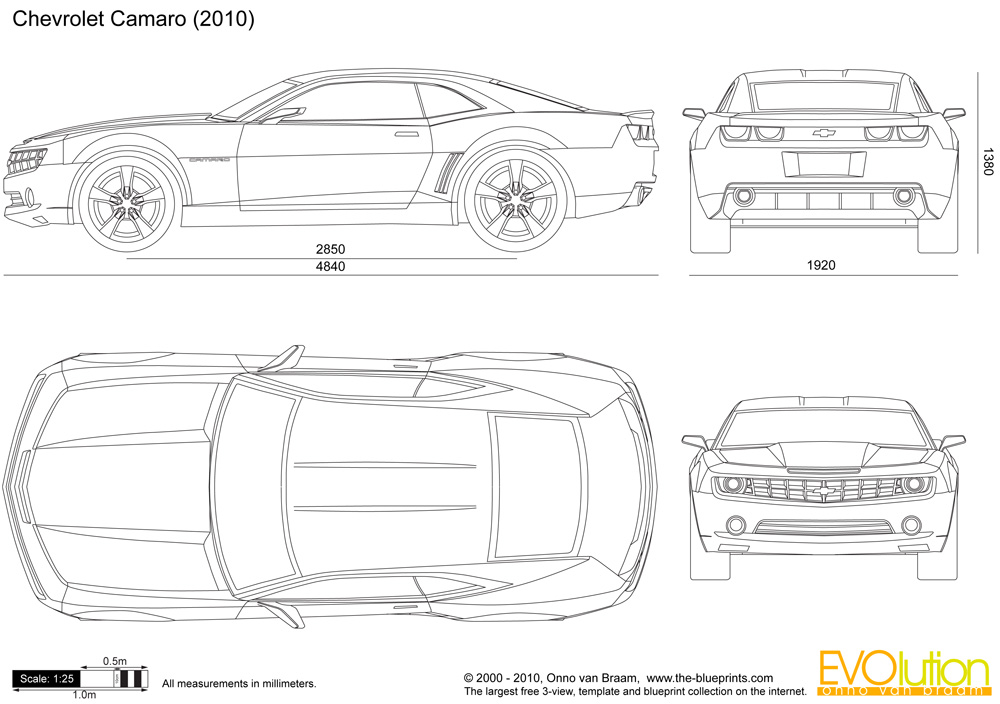 Chevrolet Camaro (2010)
CAMARO
2850
4840
1380
1920
0.5m
Scale: 1:25
1.0m
All measurements in millimeters.
© 2000 - 2010, Onno van Braam, www.the-blueprints.com
The largest free 3-view, template and blueprint collection on the internet.
EVOlution
onno van braam